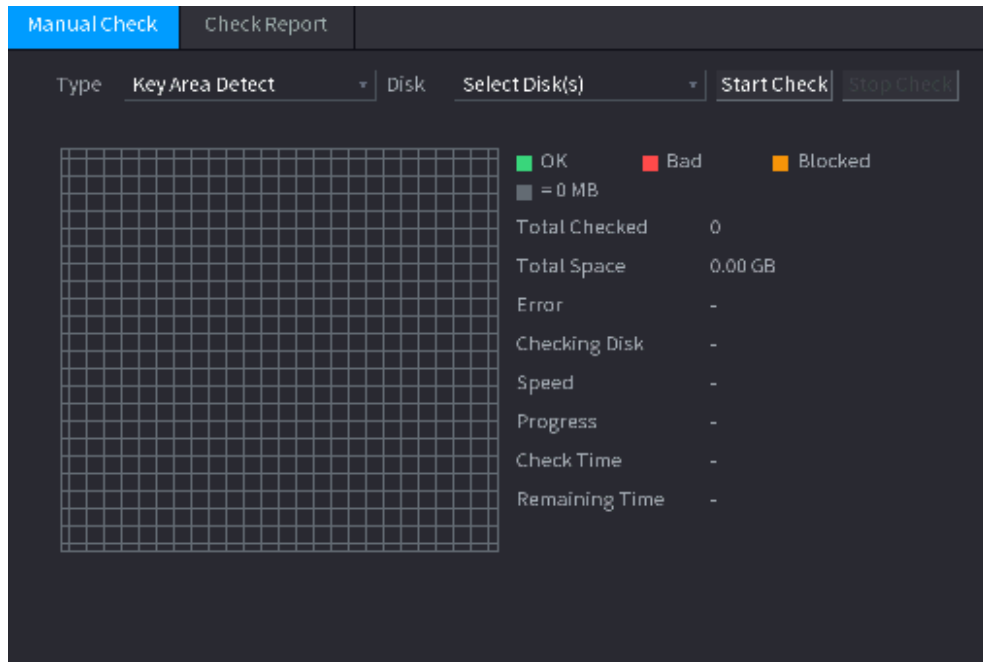 Manual Check Check Report
Type Key Area Detect Disk Select Disk(s) Start Check Stop Check
OK Bad Blocked
= 0 MB
Total Checked 0
Total Space 0.00 GB
Error -
Checking Disk -
Speed -
Progress -
Check Time -
Remaining Time -